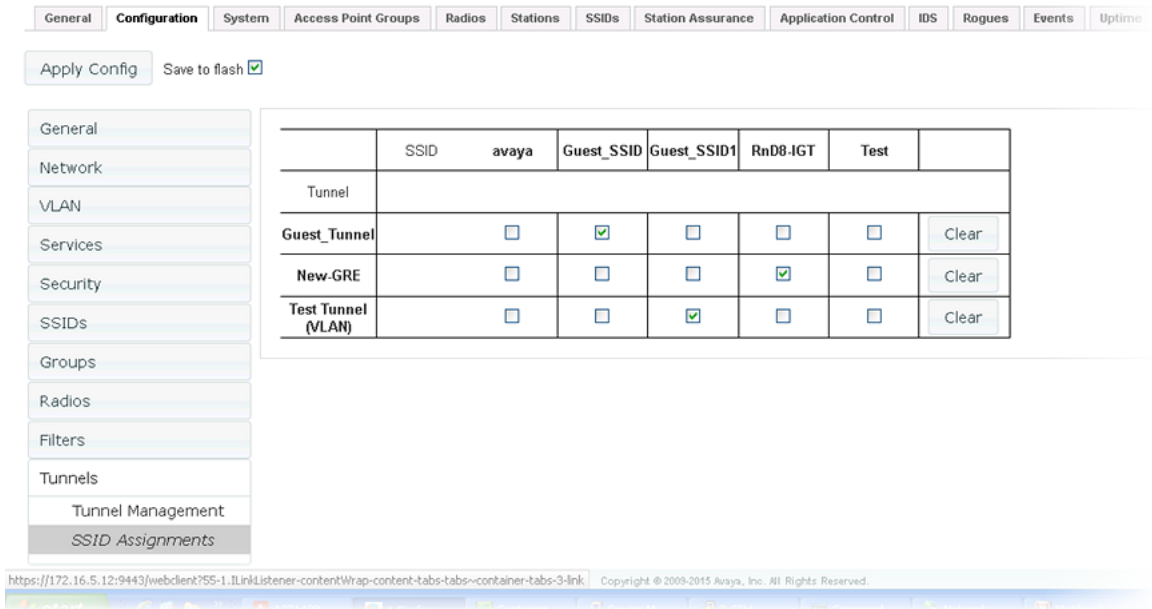 General Configuration System Access Point Groups Radios Stations SSIDs Station Assurance Application Control IDS Rogues Events Uptime
Apply Config Save to flash
General
Network
VLAN
Services
Security
SSIDs
Groups
Radios
Filters
Tunnels
Tunnel Management
SSID Assignments
SSID avaya Guest_SSID Guest_SSID1 RnD8-IGT Test
Tunnel
Guest_Tunnel Clear
New-GRE Clear
Test Tunnel
(VLAN) Clear
https://172.16.5.12:9443/webclient?55-1.ILinkListener-contentWrap-content-tabs-tabs~container-tabs-3-link Copyright © 2009-2015 Avaya, Inc. All Rights Reserved.